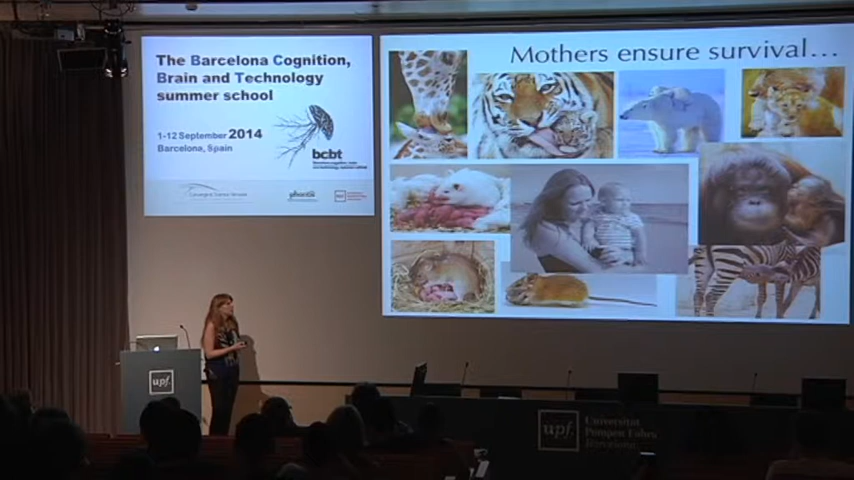 The Barcelona Cognition,
Brain and Technology
summer school
1-12 September 2014
Barcelona, Spain
bcbt
Mothers ensure survival...
upf.
upf.
Universitat
Pompeu Fabra
Barcelona